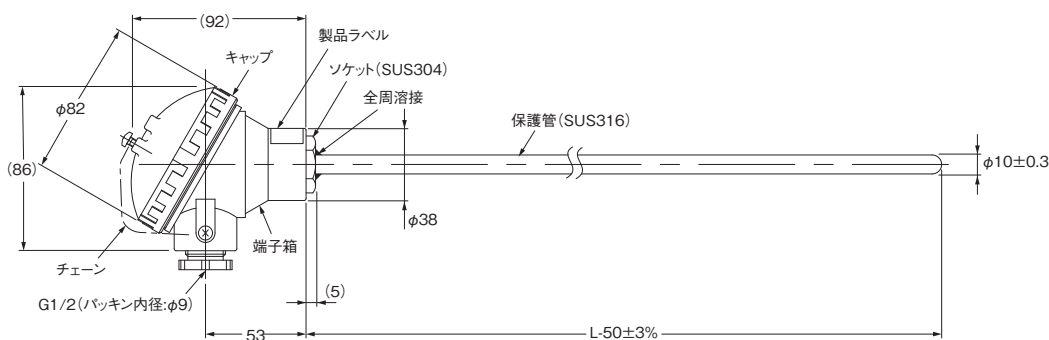 (92)
製品ラベル
キャップ
ソケット(SUS304)
全周溶接
φ82
保護管(SUS316)
(86)
φ10±0.3
φ38
端子箱
チェーン
G1/2(パッキン内径:φ9)
(5)
53
L-50±3%